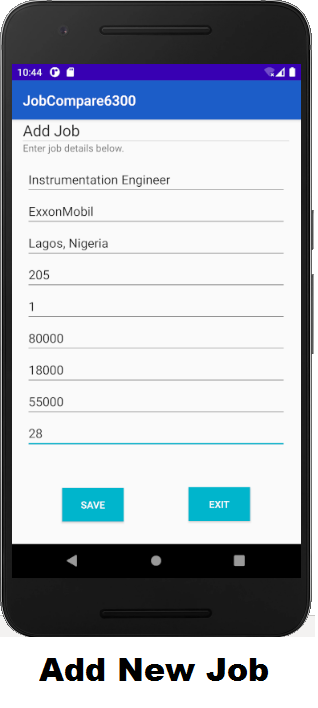 10:44
JobCompare6300
Add Job
Enter job details below.
Instrumentation Engineer
ExxonMobil
Lagos, Nigeria
205
1
80000
18000
55000
28
SAVE EXIT
Add New Job